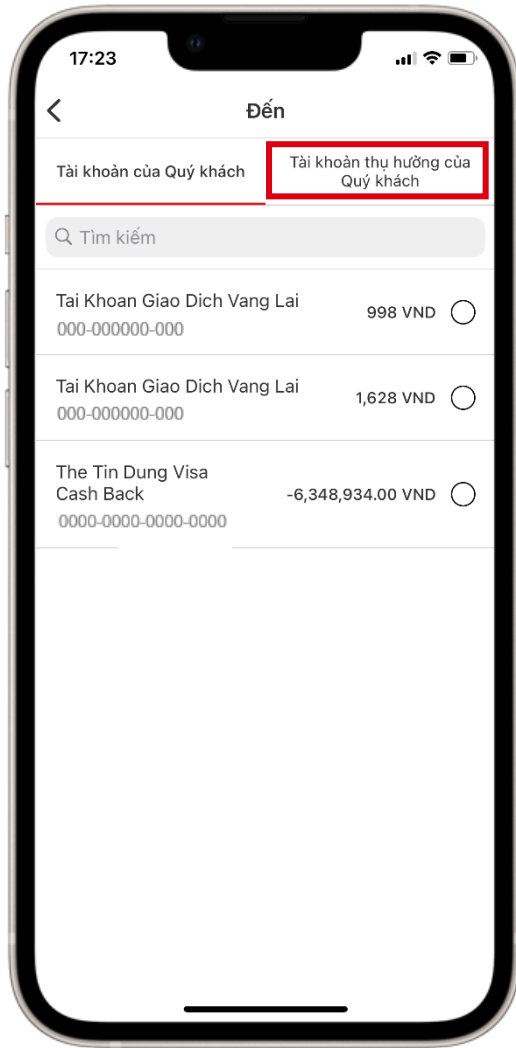 17:23
Đến
Tài khoản của Quý khách
Tài khoản thụ hưởng của
Quý khách
Tìm kiếm
Tai Khoan Giao Dich Vang Lai
998 VND
000-000000-000
Tai Khoan Giao Dich Vang Lai
1,628 VND
000-000000-000
The Tin Dung Visa
Cash Back
-6,348,934.00 VND
0000-0000-0000-0000